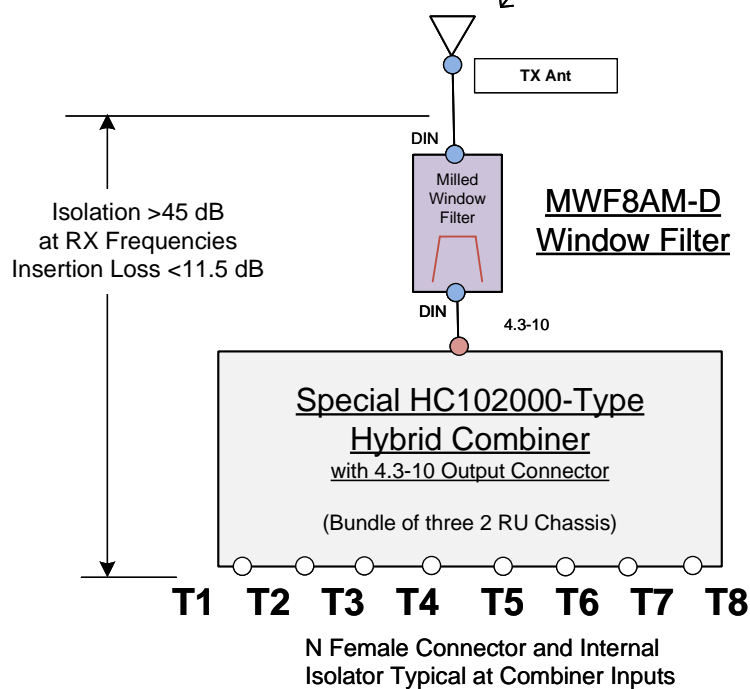 TX Ant
DIN
Milled
Window
Filter
MWF8AM-D
Window Filter
Isolation >45 dB
at RX Frequencies
Insertion Loss <11.5 dB
DIN
4.3-10
Special HC102000-Type
Hybrid Combiner
with 4.3-10 Output Connector
(Bundle of three 2 RU Chassis)
T1 T2 T3 T4 T5 T6 T7 T8
N Female Connector and Internal
Isolator Typical at Combiner Inputs